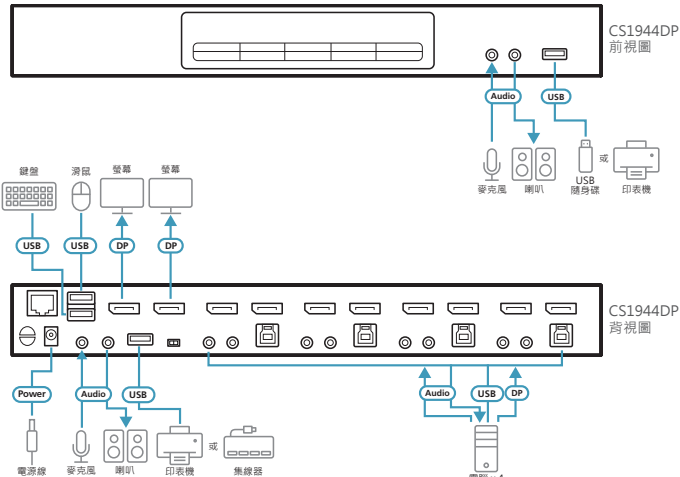 CS1944DP
前視圖
Audio
USB
麥克風
喇叭
USB
隨身碟
或
印表機
鍵盤
滑鼠
螢幕
螢幕
USB
USB
DP
DP
CS1944DP
背視圖
Power
Audio
USB
Audio
USB
DP
電源線
麥克風
喇叭
印表機
或
集線器